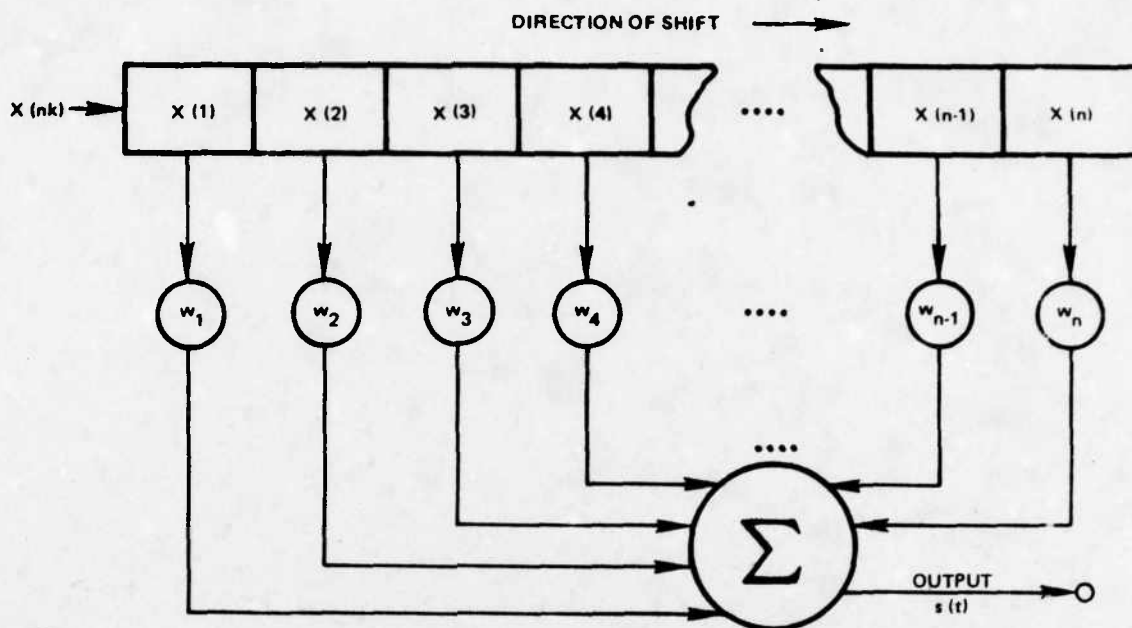 DIRECTION OF SHIFT
X (nk) X (1) X (2) X (3) X (4) .... X (n-1) X (n)
w1 w2 w3 w4 .... wn-1 wn
....
Σ
OUTPUT
s (t)